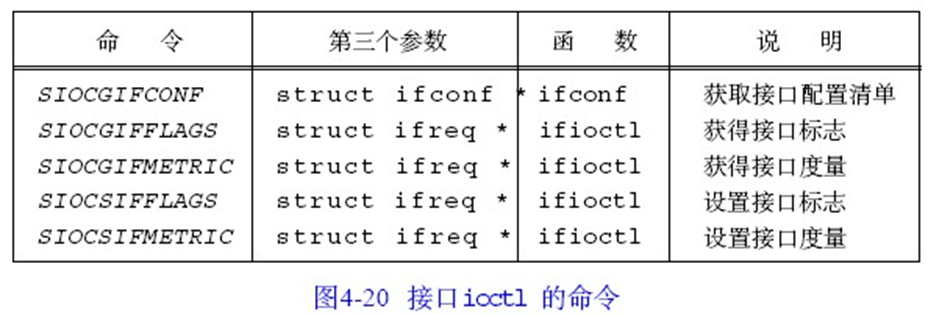 命 令 第三个参数 函 数 说 明
SIOCGIFCONF struct ifconf * ifconf 获取接口配置清单
SIOCGIFFLAGS struct ifreq * ifioctl 获得接口标志
SIOCGIFMETRIC struct ifreq * ifioctl 获得接口度量
SIOCSIFFLAGS struct ifreq * ifioctl 设置接口标志
SIOCSIFMETRIC struct ifreq * ifioctl 设置接口度量
图4-20 接口ioctl 的命令